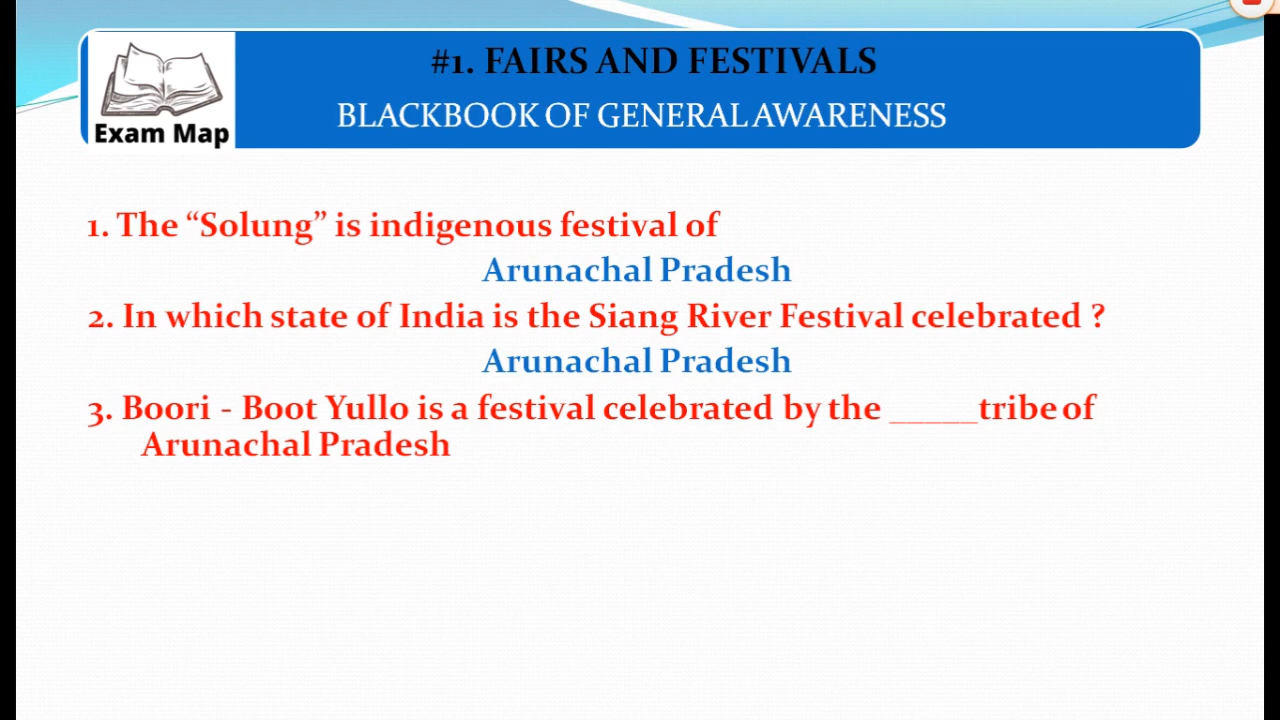 #1. FAIRS AND FESTIVALS
BLACKBOOK OF GENERAL AWARENESS
Exam Map
1. The “Solung” is indigenous festival of
Arunachal Pradesh
2. In which state of India is the Siang River Festival celebrated ?
Arunachal Pradesh
3. Boori - Boot Yullo is a festival celebrated by the _____tribe of
Arunachal Pradesh